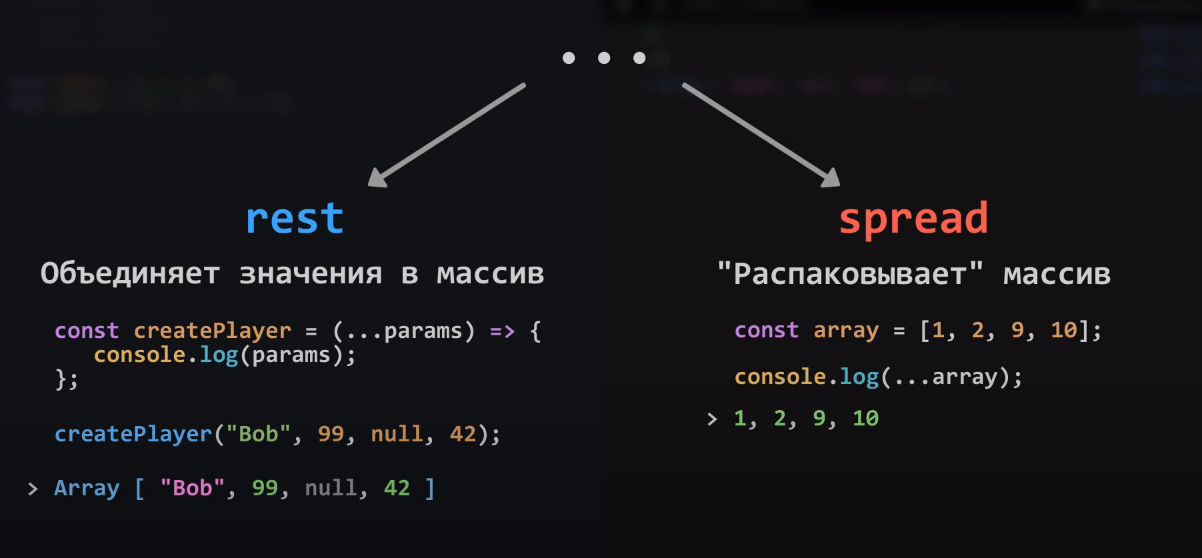 ...
rest
Объединяет значения в массив
const createPlayer = (...params) => {
console.log(params);
};
createPlayer("Bob", 99, null, 42);
> Array [ "Bob", 99, null, 42 ]
spread
"Распаковывает" массив
const array = [1, 2, 9, 10];
console.log(...array);
> 1, 2, 9, 10